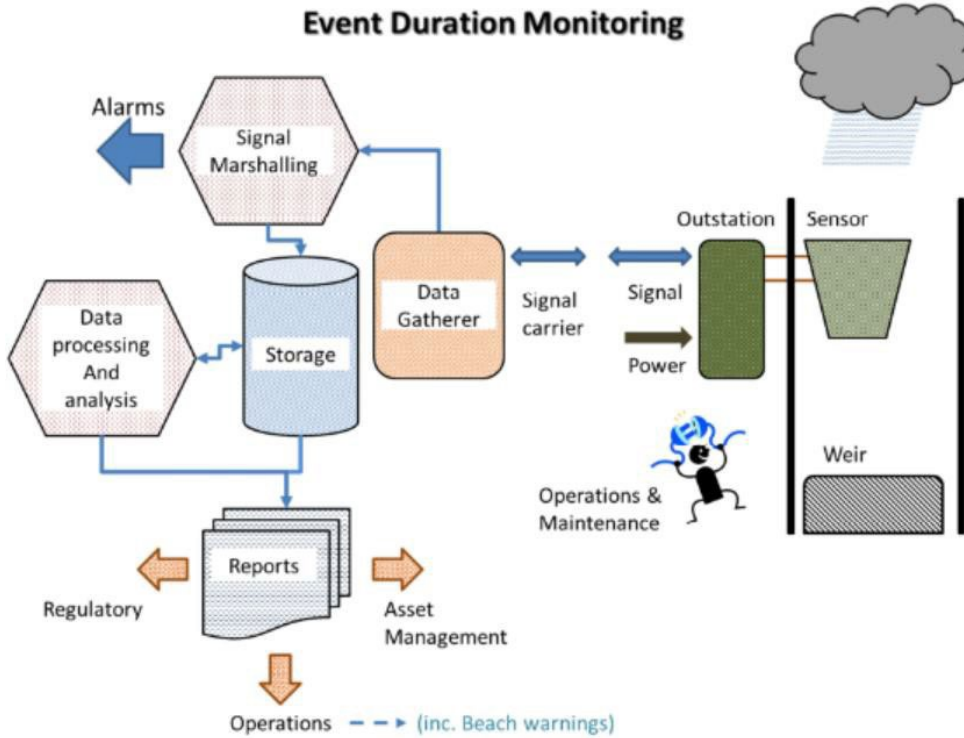 Event Duration Monitoring
Alarms
Signal
Marshalling
Outstation
Sensor
Data
Gatherer
Signal
carrier
Signal
Power
Data
processing
And
analysis
Storage
Weir
Operations &
Maintenance
Reports
Regulatory
Asset
Management
Operations
(inc. Beach warnings)